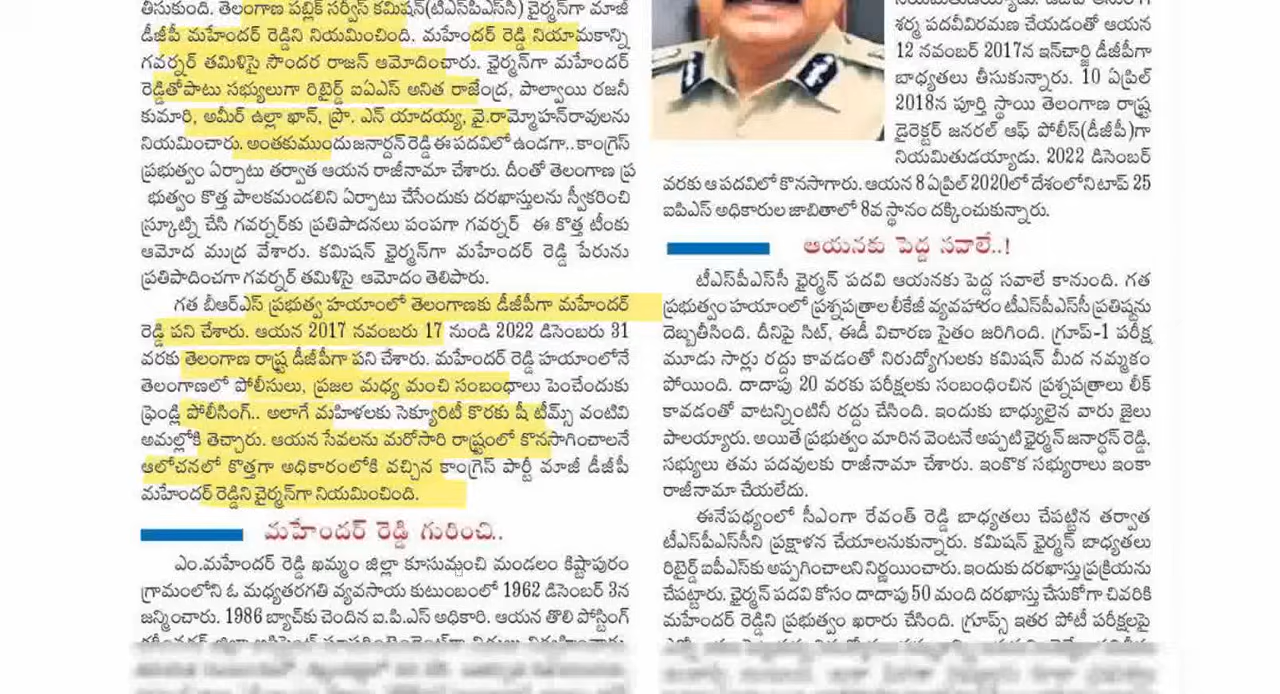 తీసుకుంది. తెలంగాణ పబ్లిక్ సర్వీస్ కమిషన్(టిఎస్‌పిఎస్‌సి) చైర్మన్‌గా మాజీ
డీజీపీ మహేందర్ రెడ్డిని నియమించింది. మహేందర్ రెడ్డి నియామకాన్ని
గవర్నర్ తమిళిసై సౌందర రాజన్ ఆమోదించారు. ఛైర్మన్‌గా మహేందర్
రెడ్డితోపాటు సభ్యులుగా రిటైర్డ్ ఐఏఎస్ అనిత రాజేంద్ర, పాల్వాయి రజనీ
కుమారి, అమీర్ ఉల్లా ఖాన్, ప్రొ. ఎన్ యాదయ్య, వై.రామ్మోహన్‌రావులను
నియమించారు. అంతకుముందు జనార్దన్ రెడ్డి ఈ పదవిలో ఉండగా.. కాంగ్రెస్
ప్రభుత్వం ఏర్పాటు తర్వాత ఆయన రాజీనామా చేశారు. దీంతో తెలంగాణ ప్ర
భుత్వం కొత్త పాలకమండలిని ఏర్పాటు చేసేందుకు దరఖాస్తులను స్వీకరించి
స్క్రూట్ని చేసి గవర్నర్‌కు ప్రతిపాదనలు పంపగా గవర్నర్ ఈ కొత్త టీంకు
ఆమోద ముద్ర వేశారు. కమిషన్ ఛైర్మన్‌గా మహేందర్ రెడ్డి పేరును
ప్రతిపాదించగా గవర్నర్ తమిళిసై ఆమోదం తెలిపారు.
గత బీఆర్ఎస్ ప్రభుత్వ హయాంలో తెలంగాణకు డీజీపీగా మహేందర్
రెడ్డి పని చేశారు. ఆయన 2017 నవంబరు 17 నుండి 2022 డిసెంబరు 31
వరకు తెలంగాణ రాష్ట్ర డీజీపీగా పని చేశారు. మహేందర్ రెడ్డి హయాంలోనే
తెలంగాణలో పోలీసులు, ప్రజల మధ్య మంచి సంబంధాలు పెంచేందుకు
ఫ్రెండ్లి పోలీసింగ్.. అలాగే మహిళలకు సెక్యూరిటీ కొరకు షీ టీమ్స్ వంటివి
అమల్లోకి తెచ్చారు. ఆయన సేవలను మరోసారి రాష్ట్రంలో కొనసాగించాలనే
ఆలోచనలో కొత్తగా అధికారంలోకి వచ్చిన కాంగ్రెస్ పార్టీ మాజీ డీజీపీ
మహేందర్ రెడ్డిని చైర్మన్‌గా నియమించింది.
మహేందర్ రెడ్డి గురించి..
ఎం.మహేందర్ రెడ్డి ఖమ్మం జిల్లా కూసుమంచి మండలం కిష్టాపురం
గ్రామంలోని ఓ మధ్యతరగతి వ్యవసాయ కుటుంబంలో 1962 డిసెంబర్ 3న
జన్మించారు. 1986 బ్యాచ్‌కు చెందిన ఐ.పి.ఎస్ అధికారి. ఆయన తొలి పోస్టింగ్
శర్మ పదవీవిరమణ చేయడంతో ఆయన
12 నవంబర్ 2017న ఇన్‌చార్జి డీజీపీగా
బాధ్యతలు తీసుకున్నారు. 10 ఏప్రిల్
2018న పూర్తి స్థాయి తెలంగాణ రాష్ట్ర
డైరెక్టర్ జనరల్ ఆఫ్ పోలీస్(డీజీపీ)గా
నియమితుడయ్యాడు. 2022 డిసెంబర్
వరకు ఆ పదవిలో కొనసాగారు. ఆయన 8 ఏప్రిల్ 2020లో దేశంలోని టాప్ 25
ఐపిఎస్ అధికారుల జాబితాలో 8వ స్థానం దక్కించుకున్నారు.
ఆయనకు పెద్ద సవాలే..!
టీఎస్‌పీఎస్‌సీ ఛైర్మన్ పదవి ఆయనకు పెద్ద సవాలే కానుంది. గత
ప్రభుత్వం హయాంలో ప్రశ్నపత్రాల లీకేజీ వ్యవహారం టీఎస్‌పీఎస్‌సీ ప్రతిష్ఠను
దెబ్బతీసింది. దీనిపై సిట్, ఈడీ విచారణ సైతం జరిగింది. గ్రూప్-1 పరీక్ష
మూడు సార్లు రద్దు కావడంతో నిరుద్యోగులకు కమిషన్ మీద నమ్మకం
పోయింది. దాదాపు 20 వరకు పరీక్షలకు సంబంధించిన ప్రశ్నపత్రాలు లీక్
కావడంతో వాటన్నింటినీ రద్దు చేసింది. ఇందుకు బాధ్యులైన వారు జైలు
పాలయ్యారు. అయితే ప్రభుత్వం మారిన వెంటనే అప్పటి ఛైర్మన్ జనార్ధన్ రెడ్డి,
సభ్యులు తమ పదవులకు రాజీనామా చేశారు. ఇంకొక సభ్యురాలు ఇంకా
రాజీనామా చేయలేదు.
ఈనేపథ్యంలో సీఎంగా రేవంత్ రెడ్డి బాధ్యతలు చేపట్టిన తర్వాత
టీఎస్‌పీఎస్‌సీని ప్రక్షాళన చేయాలనుకున్నారు. కమిషన్ ఛైర్మన్ బాధ్యతలు
రిటైర్డ్ ఐపీఎస్‌కు అప్పగించాలని నిర్ణయించారు. ఇందుకు దరఖాస్తు ప్రక్రియను
చేపట్టారు. ఛైర్మన్ పదవి కోసం దాదాపు 50 మంది దరఖాస్తు చేసుకోగా చివరికి
మహేందర్ రెడ్డిని ప్రభుత్వం ఖరారు చేసింది. గ్రూప్స్ ఇతర పోటీ పరీక్షలపై